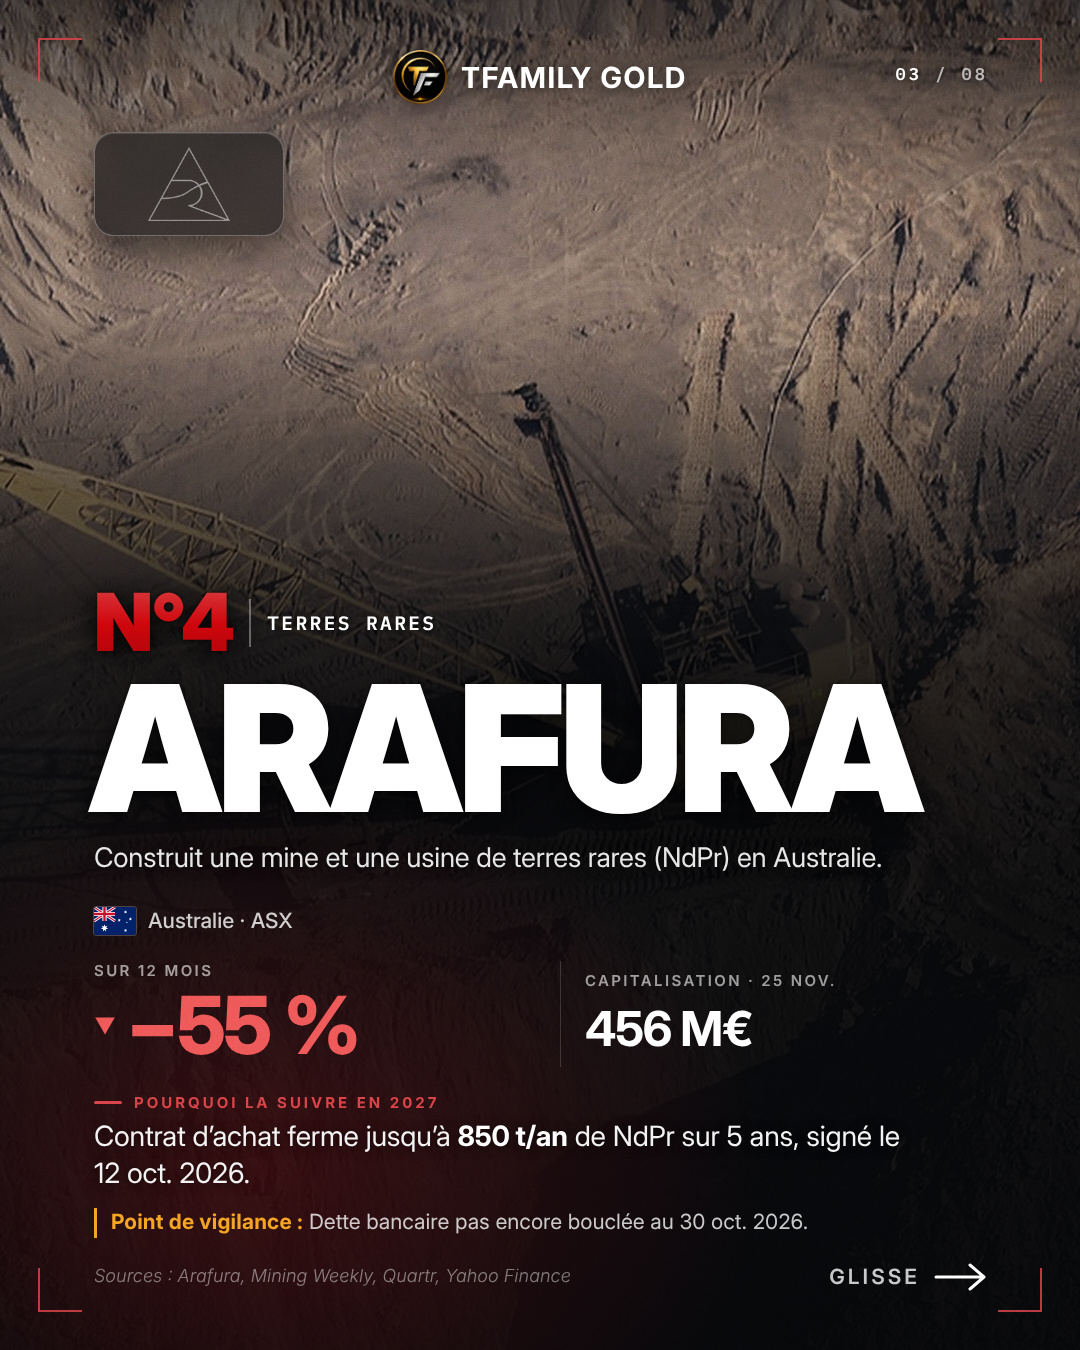 TF TFAMILY GOLD
03 / 08
N°4
TERRES RARES
ARAFURA
Construit une mine et une usine de terres rares (NdPr) en Australie.
Australie · ASX
SUR 12 MOIS
▼ –55 %
CAPITALISATION · 25 NOV.
456 M€
POURQUOI LA SUIVRE EN 2027
Contrat d’achat ferme jusqu’à 850 t/an de NdPr sur 5 ans, signé le
12 oct. 2026.
Point de vigilance : Dette bancaire pas encore bouclée au 30 oct. 2026.
Sources : Arafura, Mining Weekly, Quartr, Yahoo Finance
GLISSE →